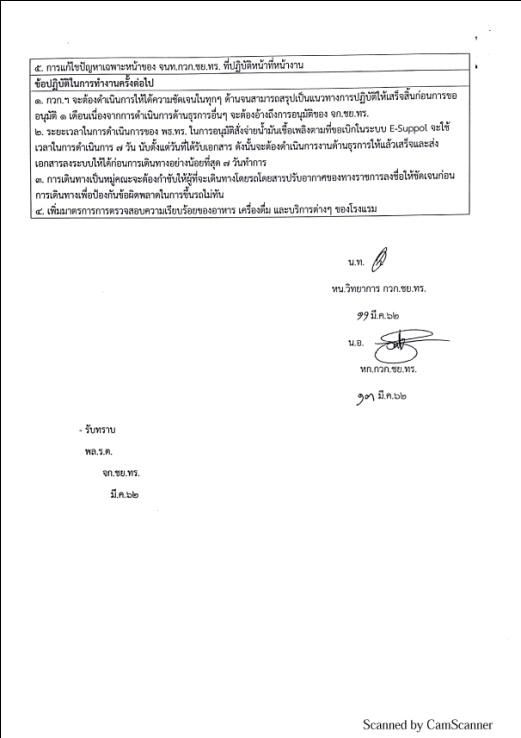 ๕. การแก้ไขปัญหาเฉพาะหน้าของ จนท.กวก.ชย.ทร. ที่ปฏิบัติหน้าที่หน้างาน
ข้อปฏิบัติในการทำงานครั้งต่อไป
๑. กวก.ฯ จะต้องดำเนินการให้ได้ความชัดเจนในทุกๆ ด้านจนสามารถสรุปเป็นแนวทางการปฏิบัติให้เสร็จสิ้นก่อนการขอ
อนุมัติ ๑ เดือนเนื่องจากการดำเนินการด้านธุรการอื่นๆ จะต้องอ้างถึงการอนุมัติของ จก.ชย.ทร.
๒. ระยะเวลาในการดำเนินการของ พธ.ทร. ในการอนุมัติสั่งจ่ายน้ำมันเชื้อเพลิงตามที่ขอเบิกในระบบ E-Suppol จะใช้
เวลาในการดำเนินการ ๗ วัน นับตั้งแต่วันที่ได้รับเอกสาร ดังนั้นจะต้องดำเนินการงานด้านธุรการให้แล้วเสร็จและส่ง
เอกสารลงระบบให้ได้ก่อนการเดินทางอย่างน้อยที่สุด ๗ วันทำการ
๓. การเดินทางเป็นหมู่คณะจะต้องกำชับให้ผู้ที่จะเดินทางโดยรถโดยสารปรับอากาศของทางราชการลงชื่อให้ชัดเจนก่อน
การเดินทางเพื่อป้องกันข้อผิดพลาดในการขึ้นรถไม่ทัน
๔. เพิ่มมาตรการการตรวจสอบความเรียบร้อยของอาหาร เครื่องดื่ม และบริการต่างๆ ของโรงแรม
น.ท.
หน.วิทยาการ กวก.ชย.ทร.
๑๑ มี.ค.๖๒
น.อ.
หก.กวก.ชย.ทร.
๑๓ มี.ค.๖๒
- รับทราบ
พล.ร.ต.
จก.ชย.ทร.
มี.ค.๖๒
Scanned by CamScanner